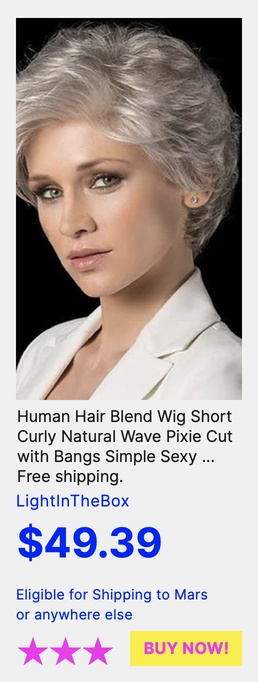 Human Hair Blend Wig Short
Curly Natural Wave Pixie Cut
with Bangs Simple Sexy ...
Free shipping.
LightInTheBox
$49.39
Eligible for Shipping to Mars
or anywhere else
BUY NOW!